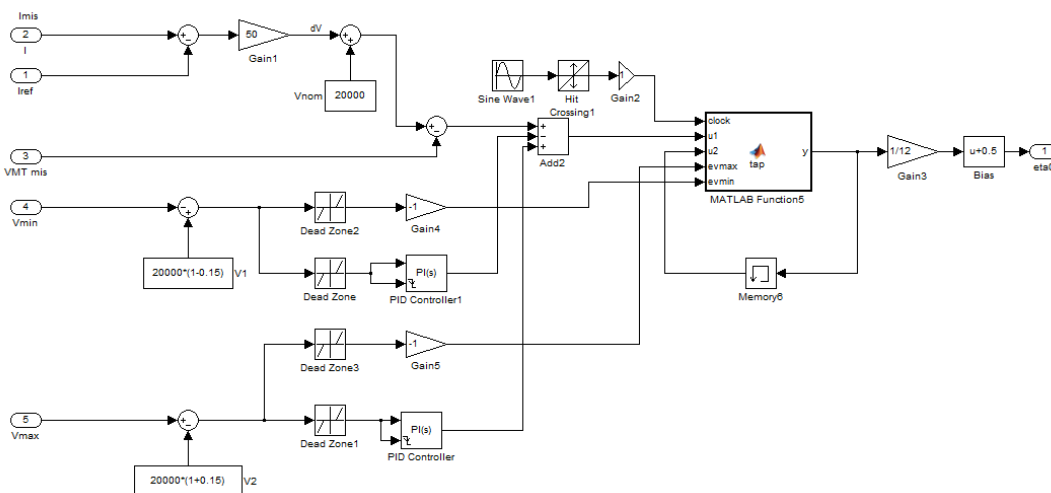 Imis
2
I
1
Iref
50
Gain1
dV
Vnom
20000
3
VMT mis
Sine Wave1
Hit
Crossing1
1
Gain2
Add2
clock
u1
u2
evmax
evmin
tap
y
MATLAB Function5
1/12
Gain3
u+0.5
Bias
1
eta0
4
Vmin
20000*(1-0.15)
V1
Dead Zone2
-1
Gain4
Dead Zone
PI(s)
PID Controller1
Memory6
Dead Zone3
-1
Gain5
5
Vmax
20000*(1+0.15)
V2
Dead Zone1
PI(s)
PID Controller